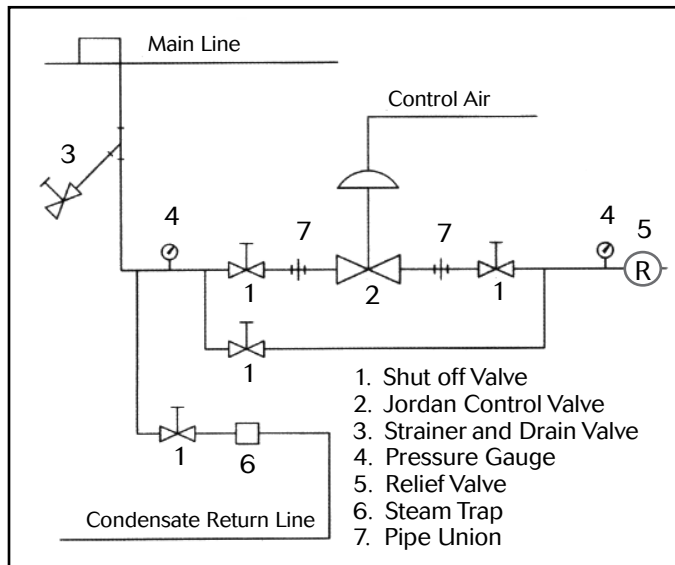 Main Line
Control Air
3
4
7
7
4
5
R
1
2
1
1
1
6
Condensate Return Line
1. Shut off Valve
2. Jordan Control Valve
3. Strainer and Drain Valve
4. Pressure Gauge
5. Relief Valve
6. Steam Trap
7. Pipe Union